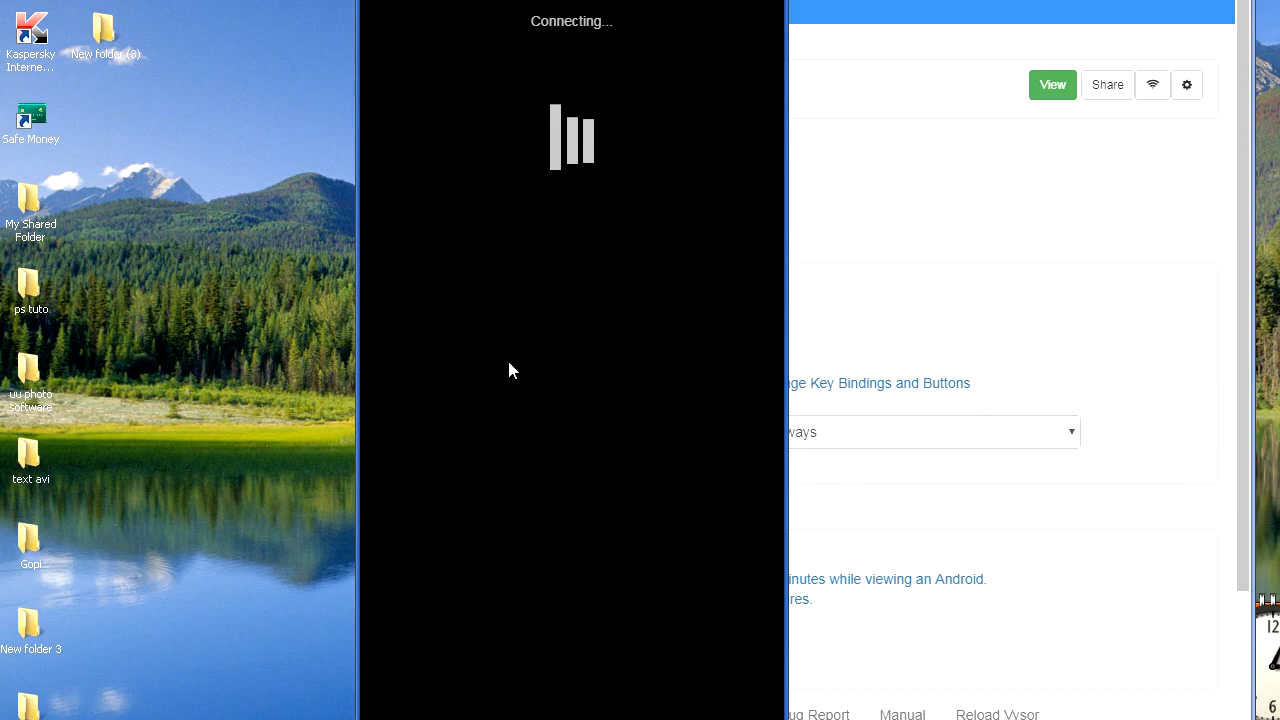 Kaspersky
Interne...
New folder (3)
Safe Money
My Shared
Folder
ps tuto
uu photo
software
text avi
Gopi
New folder 3
Connecting...
View
Share
ge Key Bindings and Buttons
ways
inutes while viewing an Android.
res.
ug Report
Manual
Reload Vysor
12
6